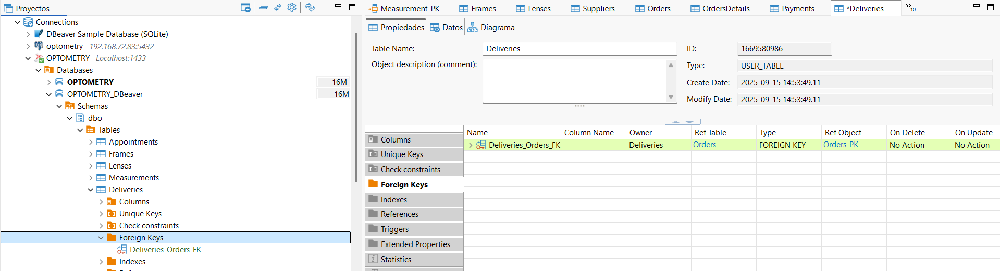 Proyectos
Connections
DBeaver Sample Database (SQLite)
optometry 192.168.72.83:5432
OPTOMETRY Localhost:1433
Databases
OPTOMETRY 16M
OPTOMETRY_DBeaver 16M
Schemas
dbo
Tables
Appointments
Frames
Lenses
Measurements
Deliveries
Columns
Unique Keys
Check constraints
Foreign Keys
Deliveries_Orders_FK
Indexes
Measurement_PK Frames Lenses Suppliers Orders OrdersDetails Payments *Deliveries »10
Propiedades Datos Diagrama
Table Name: Deliveries
Object description (comment):
ID: 1669580986
Type: USER_TABLE
Create Date: 2025-09-15 14:53:49.11
Modify Date: 2025-09-15 14:53:49.11
Columns
Unique Keys
Check constraints
Foreign Keys
Indexes
References
Triggers
Extended Properties
Statistics
Name Column Name Owner Ref Table Type Ref Object On Delete On Update
Deliveries_Orders_FK — Deliveries Orders FOREIGN KEY Orders_PK No Action No Action